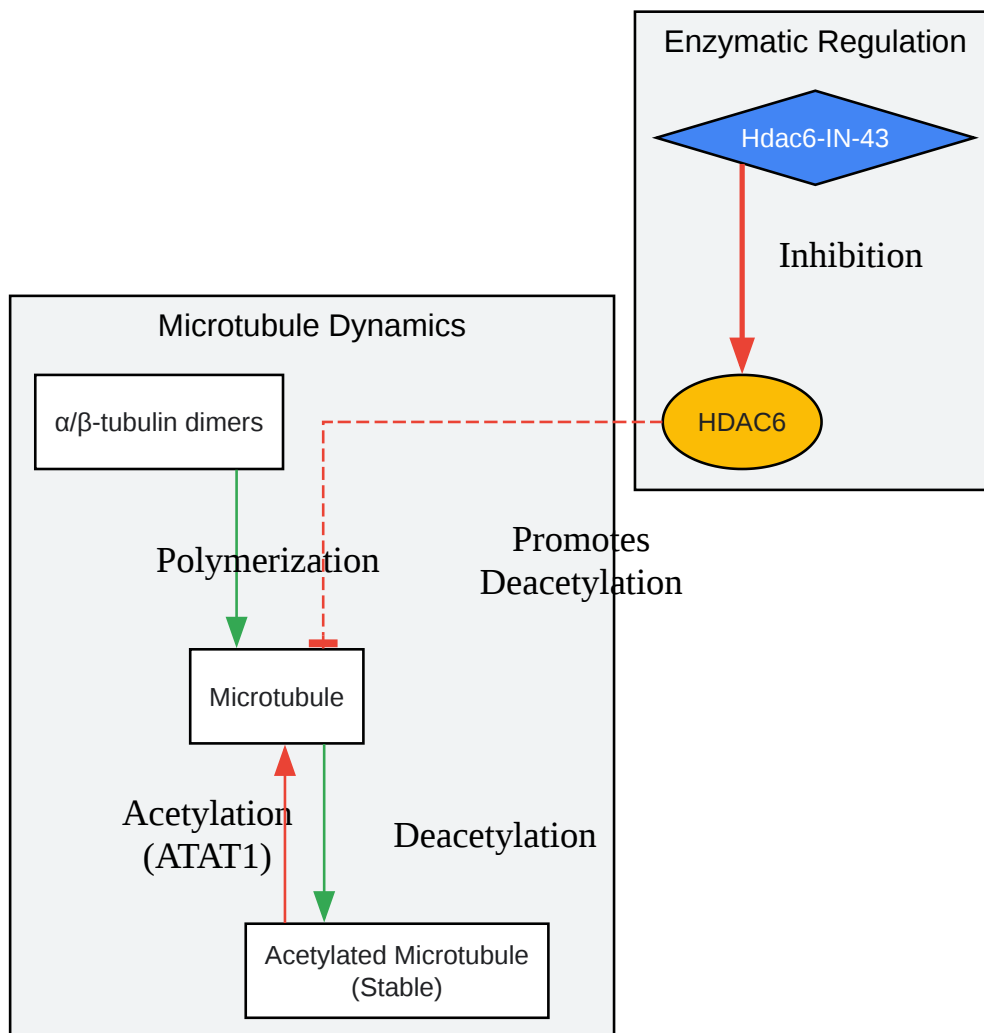 Enzymatic Regulation
Hdac6-IN-43
Inhibition
Microtubule Dynamics
α/β-tubulin dimers
HDAC6
Polymerization
Promotes
Deacetylation
Microtubule
Acetylation
(ATAT1)
Deacetylation
Acetylated Microtubule
(Stable)